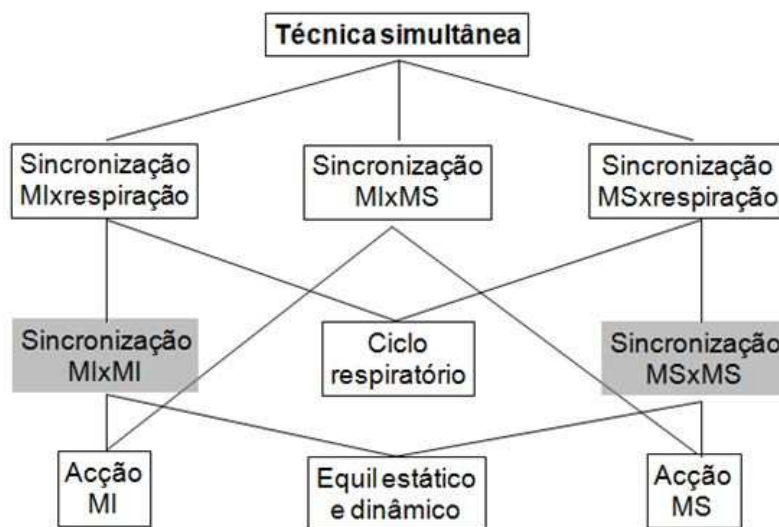 Técnica simultânea
Sincronização
MIxrespiração
Sincronização
MIxMS
Sincronização
MSxrespiração
Sincronização
MIxMI
Ciclo
respiratório
Sincronização
MSxMS
Acção
MI
Equil estático
e dinâmico
Acção
MS